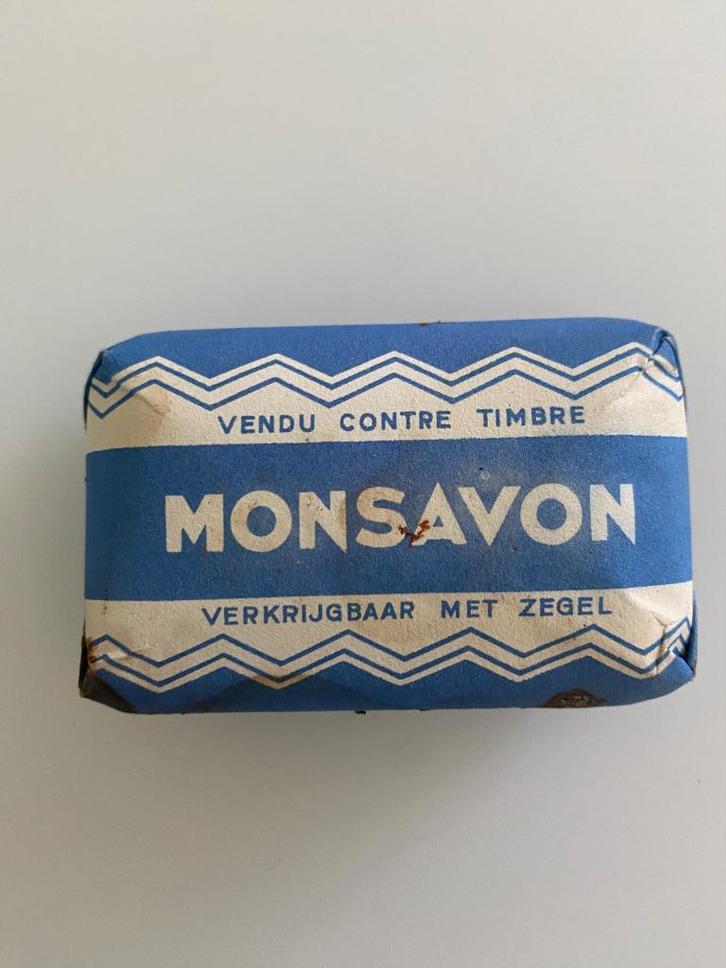 VENDU CONTRE TIMBRE
MONSAVON
VERKRIJGBAAR MET ZEGEL